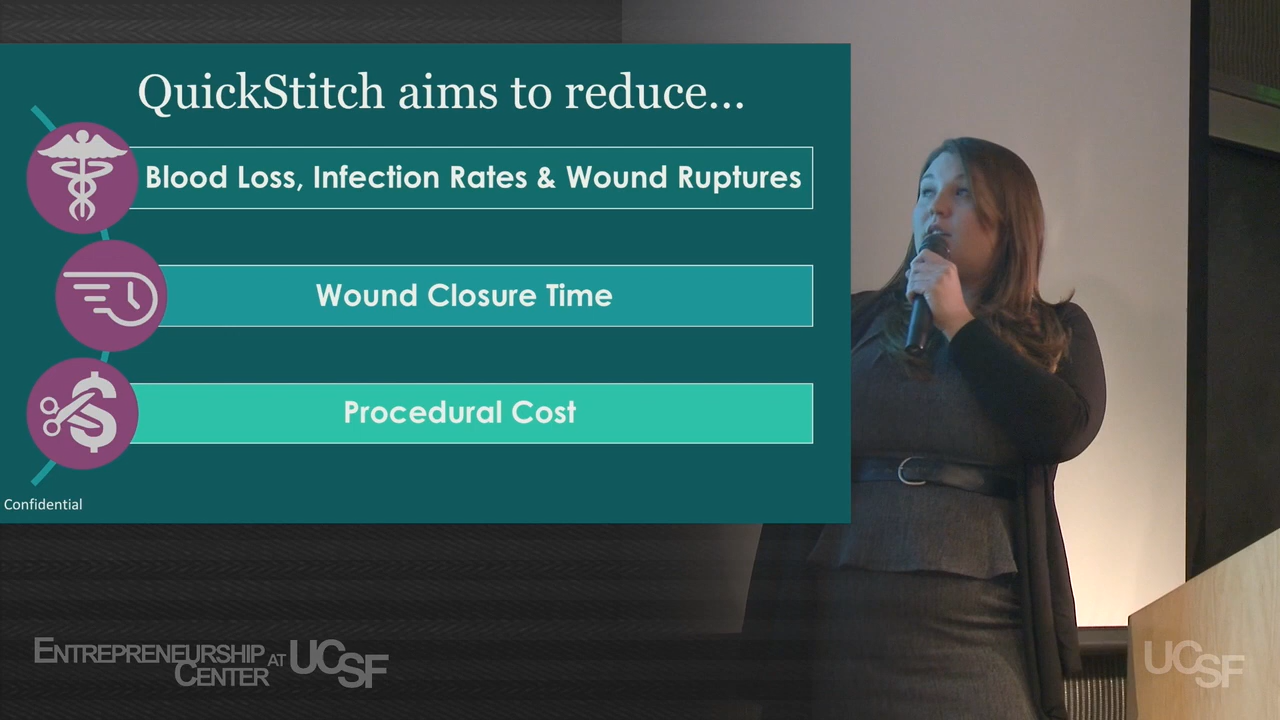 QuickStitch aims to reduce...
Blood Loss, Infection Rates & Wound Ruptures
Wound Closure Time
Procedural Cost
Confidential
ENTREPRENEURSHIP AT UCSF
CENTER
UCSF